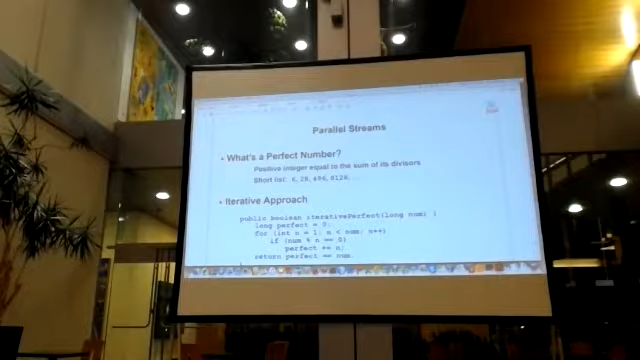 Parallel Streams
• What's a Perfect Number?
Positive integer equal to the sum of its divisors
Short list: 6, 28, 496, 8128, ...
• Iterative Approach
public boolean iterativePerfect(long num) {
long perfect = 0;
for (int n = 1; n < num; n++)
if (num % n == 0)
perfect += n;
return perfect == num;